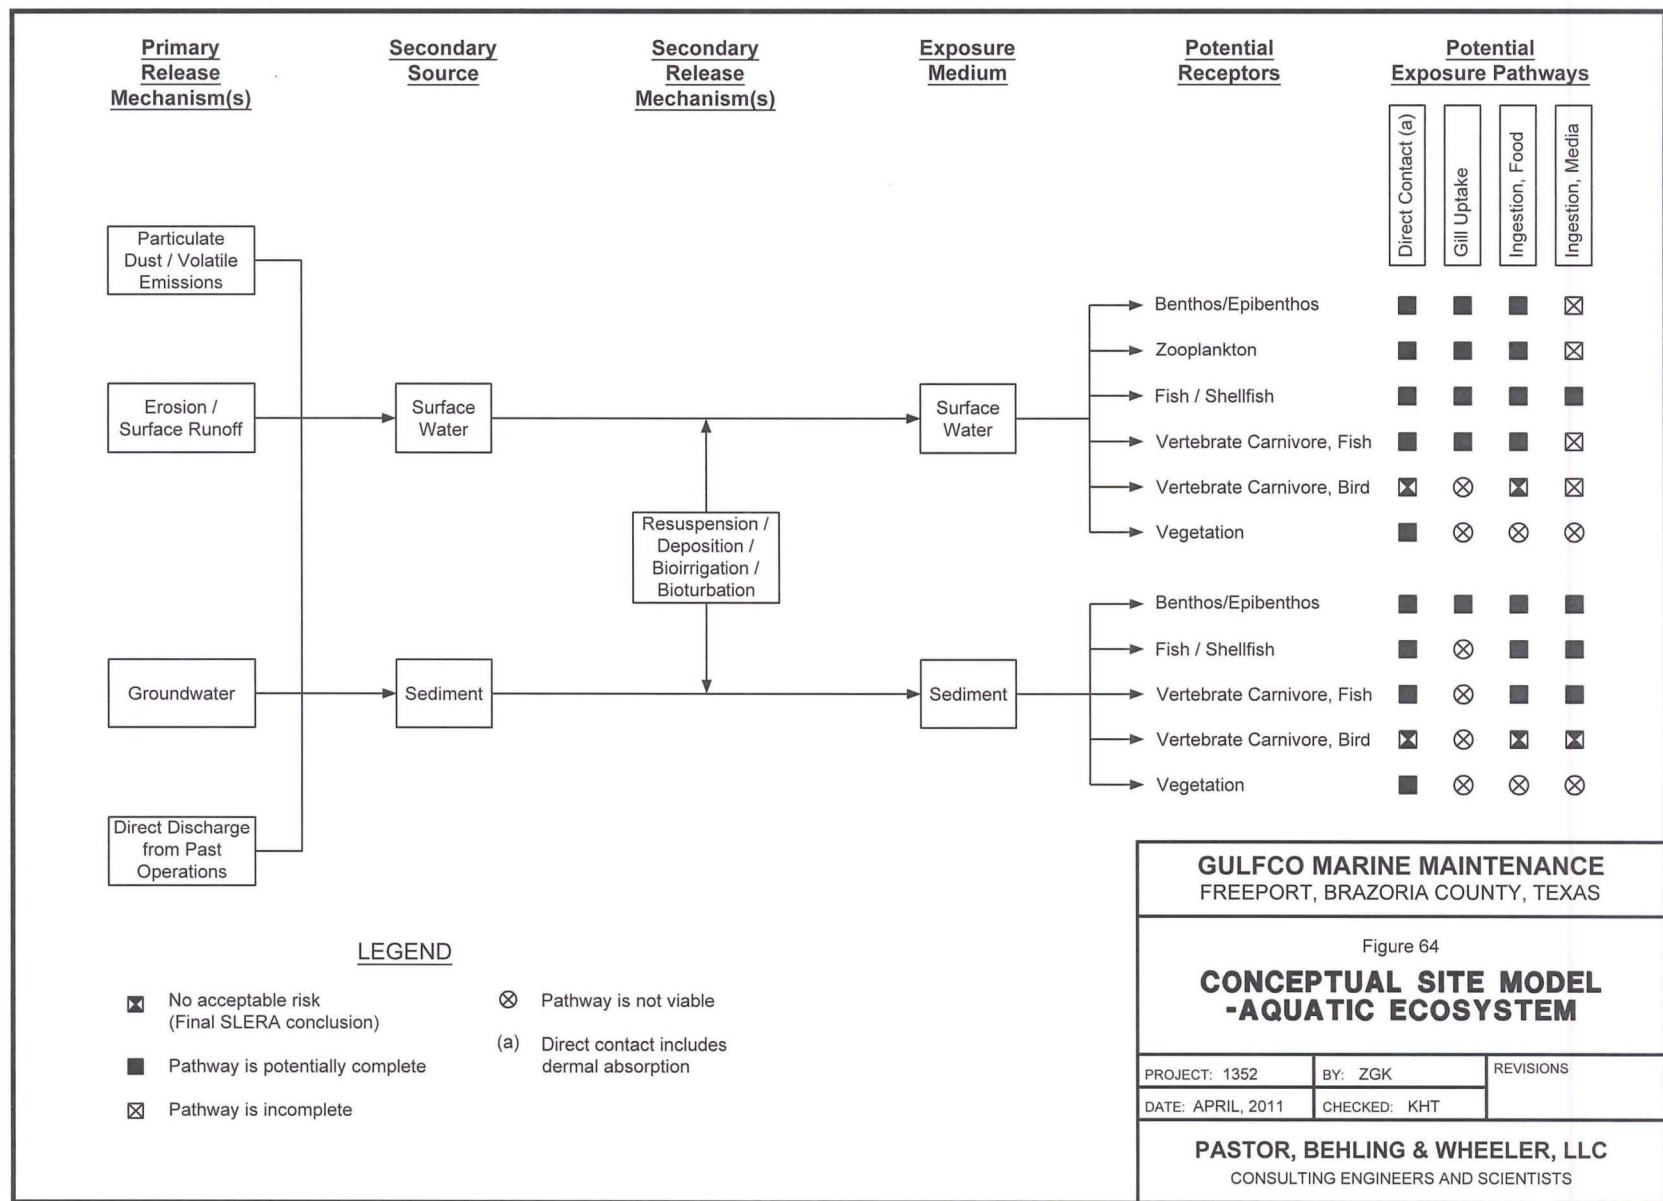 Primary
Release
Mechanism(s)
Secondary
Source
Secondary
Release
Mechanism(s)
Exposure
Medium
Potential
Receptors
Potential
Exposure Pathways
Direct Contact (a)
Gill Uptake
Ingestion, Food
Ingestion, Media
Particulate
Dust / Volatile
Emissions
Erosion /
Surface Runoff
Groundwater
Direct Discharge
from Past
Operations
Surface
Water
Sediment
Resuspension /
Deposition /
Bioirrigation /
Bioturbation
Surface
Water
Sediment
Benthos/Epibenthos
Zooplankton
Fish / Shellfish
Vertebrate Carnivore, Fish
Vertebrate Carnivore, Bird
Vegetation
Benthos/Epibenthos
Fish / Shellfish
Vertebrate Carnivore, Fish
Vertebrate Carnivore, Bird
Vegetation
LEGEND
No acceptable risk
(Final SLERA conclusion)
Pathway is potentially complete
Pathway is incomplete
Pathway is not viable
(a) Direct contact includes
dermal absorption
GULFCO MARINE MAINTENANCE
FREEPORT, BRAZORIA COUNTY, TEXAS
Figure 64
CONCEPTUAL SITE MODEL
-AQUATIC ECOSYSTEM
PROJECT: 1352
BY: ZGK
REVISIONS
DATE: APRIL, 2011
CHECKED: KHT
PASTOR, BEHLING & WHEELER, LLC
CONSULTING ENGINEERS AND SCIENTISTS